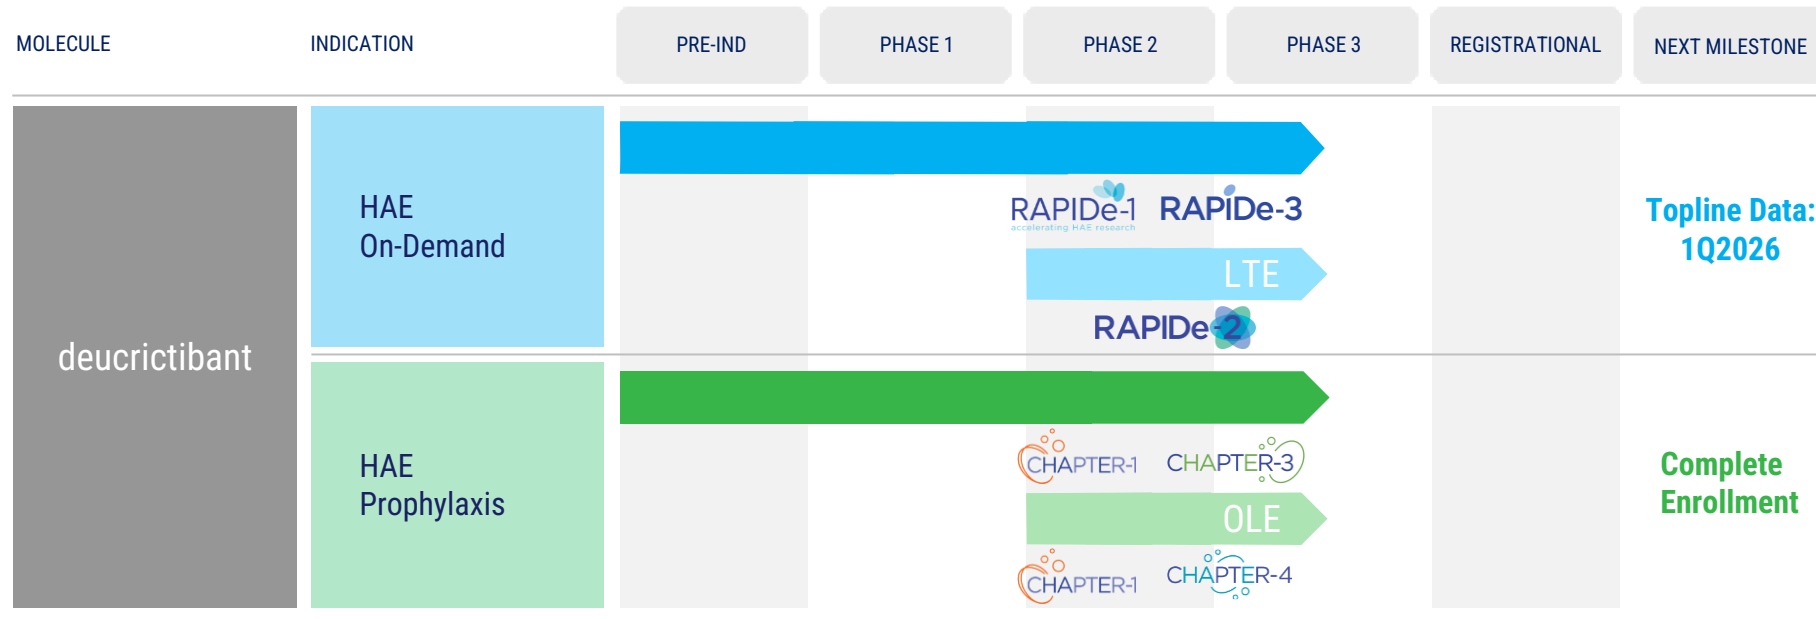 MOLECULE
INDICATION
PRE-IND
PHASE 1
PHASE 2
PHASE 3
REGISTRATIONAL
NEXT MILESTONE
deucrictibant
HAE
On-Demand
RAPIDe-1
accelerating HAE research
RAPIDe-3
LTE
RAPIDe-2
Topline Data:
1Q2026
HAE
Prophylaxis
CHAPTER-1
CHAPTER-3
OLE
CHAPTER-1
CHAPTER-4
Complete
Enrollment